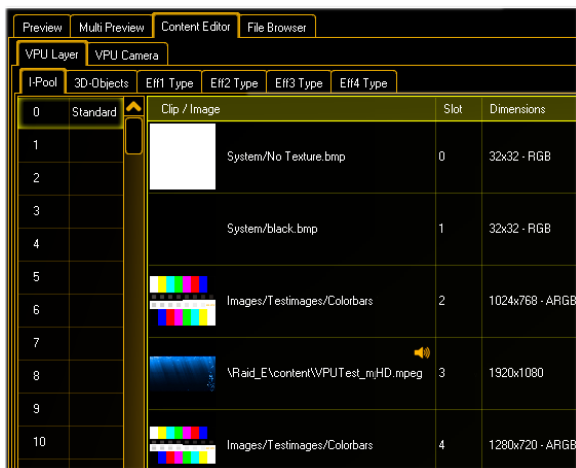 Preview Multi Preview Content Editor File Browser
VPU Layer VPU Camera
I-Pool 3D-Objects Eff1 Type Eff2 Type Eff3 Type Eff4 Type
0 Standard Clip / Image Slot Dimensions
1
System/No Texture.bmp 0 32x32 - RGB
2
3
System/black.bmp 1 32x32 - RGB
4
5
Images/Testimages/Colorbars 2 1024x768 - ARGB
6
7
\Raid_E\content\VPUTest_mjHD.mpeg 3 1920x1080
8
9
10 Images/Testimages/Colorbars 4 1280x720 - ARGB